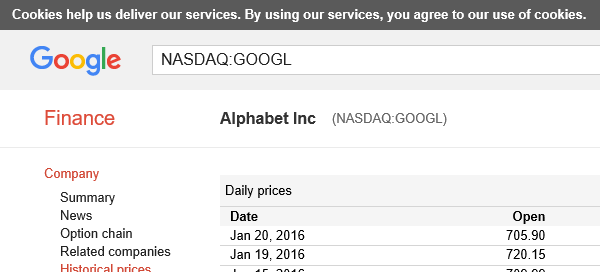 Cookies help us deliver our services. By using our services, you agree to our use of cookies.
Google NASDAQ:GOOGL
Finance Alphabet Inc (NASDAQ:GOOGL)
Company
Summary
News
Option chain
Related companies
Historical prices
Daily prices
Date Open
Jan 20, 2016 705.90
Jan 19, 2016 720.15